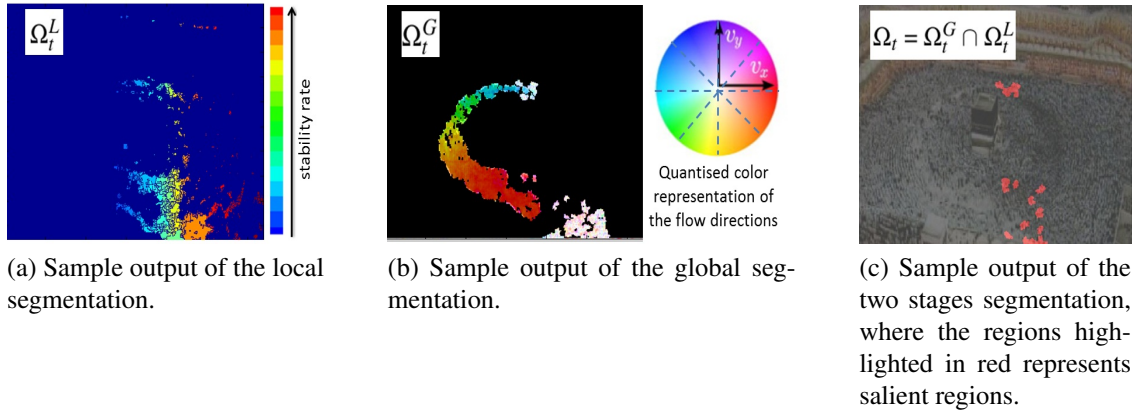 Ω_t^L
stability rate
Ω_t^G
v_y
v_x
Quantised color
representation of
the flow directions
Ω_t = Ω_t^G ∩ Ω_t^L
(a) Sample output of the local
segmentation.
(b) Sample output of the global seg-
mentation.
(c) Sample output of the
two stages segmentation,
where the regions high-
lighted in red represents
salient regions.